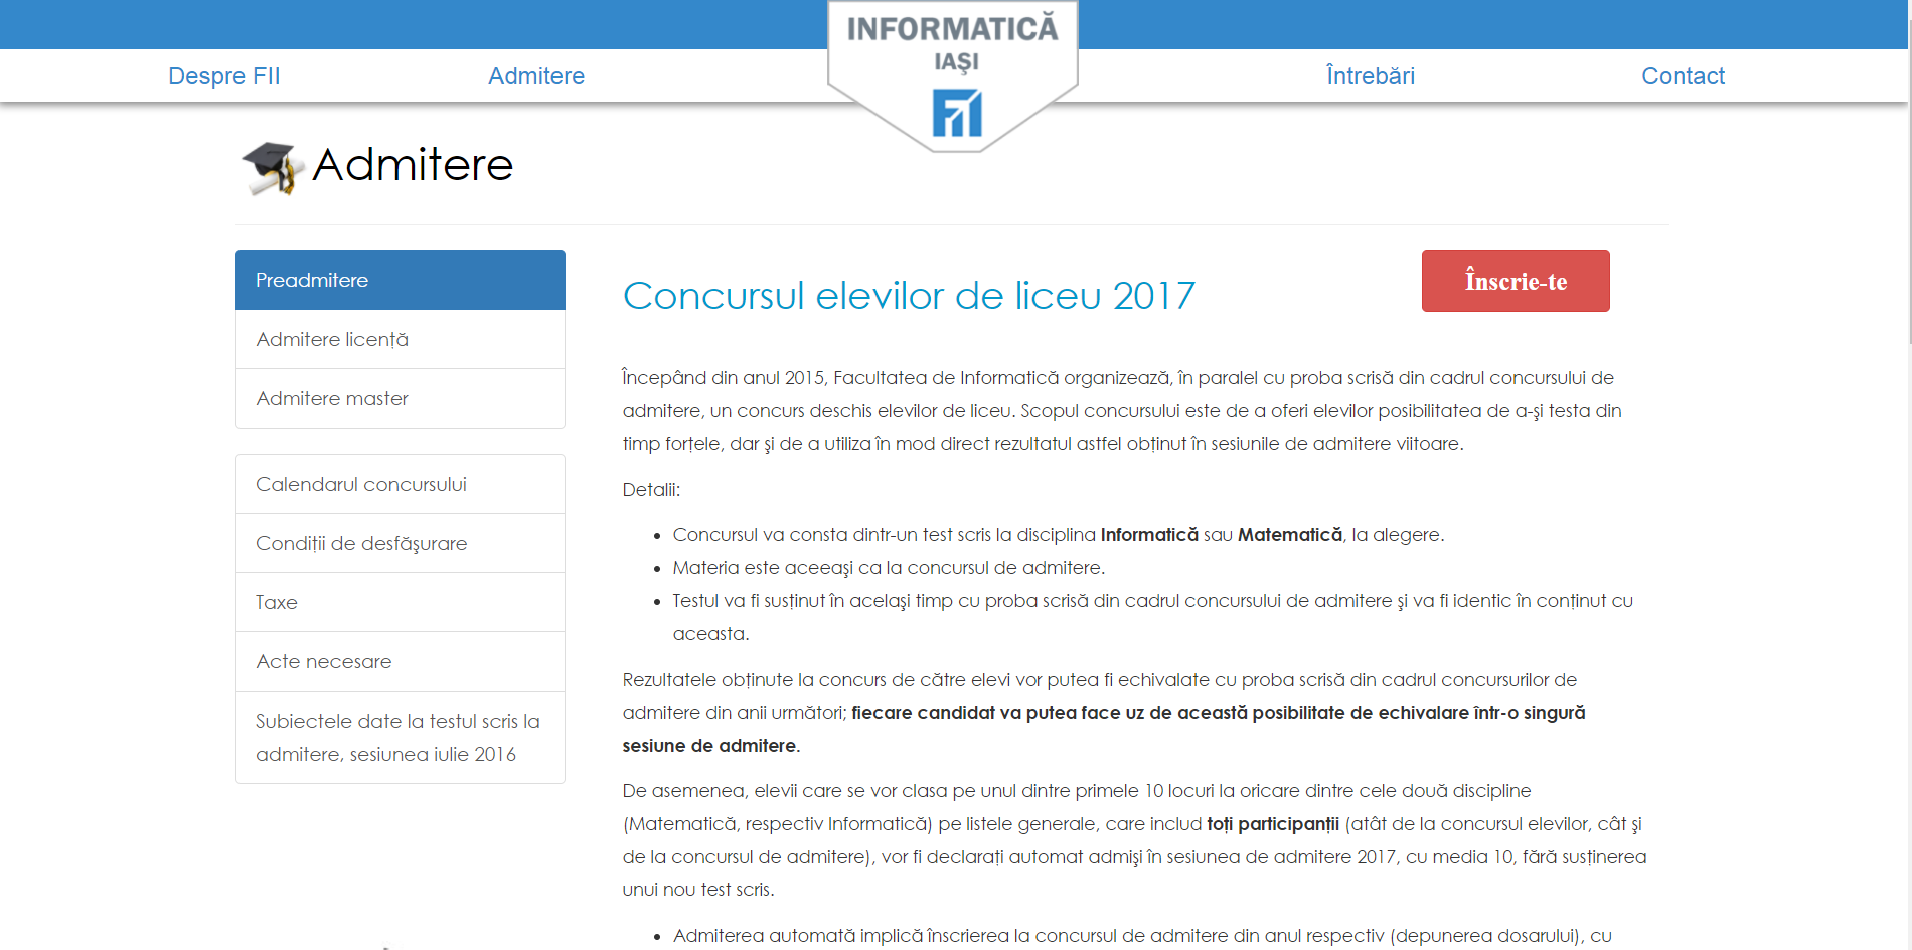 INFORMATICĂ
IAŞI
Despre FII
Admitere
Întrebări
Contact
Admitere
Preadmitere
Admitere licență
Admitere master
Calendarul concursului
Condiții de desfăşurare
Taxe
Acte necesare
Subiectele date la testul scris la
admitere, sesiunea iulie 2016
Concursul elevilor de liceu 2017
Înscrie-te
Începând din anul 2015, Facultatea de Informatică organizează, în paralel cu proba scrisă din cadrul concursului de
admitere, un concurs deschis elevilor de liceu. Scopul concursului este de a oferi elevilor posibilitatea de a-şi testa din
timp forțele, dar şi de a utiliza în mod direct rezultatul astfel obținut în sesiunile de admitere viitoare.
Detalii:
• Concursul va consta dintr-un test scris la disciplina Informatică sau Matematică, la alegere.
• Materia este aceeaşi ca la concursul de admitere.
• Testul va fi susținut în acelaşi timp cu proba scrisă din cadrul concursului de admitere şi va fi identic în conținut cu
aceasta.
Rezultatele obținute la concurs de către elevi vor putea fi echivalate cu proba scrisă din cadrul concursurilor de
admitere din anii următori; fiecare candidat va putea face uz de această posibilitate de echivalare într-o singură
sesiune de admitere.
De asemenea, elevii care se vor clasa pe unul dintre primele 10 locuri la oricare dintre cele două discipline
(Matematică, respectiv Informatică) pe listele generale, care includ toți participanții (atât de la concursul elevilor, cât şi
de la concursul de admitere), vor fi declarați automat admişi în sesiunea de admitere 2017, cu media 10, fără susținerea
unui nou test scris.
• Admiterea automată implică înscrierea la concursul de admitere din anul respectiv (depunerea dosarului), cu